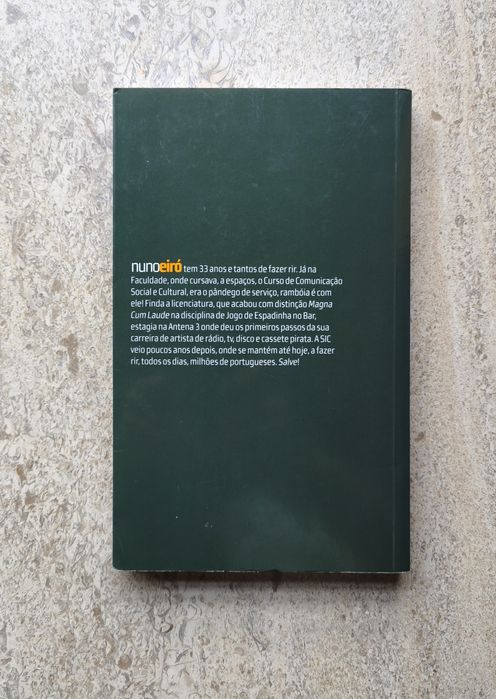 nunoeiró tem 33 anos e tantos de fazer rir. Já na
Faculdade, onde cursava, a espaços, o Curso de Comunicação
Social e Cultural, era o pândego de serviço, rambóia é com
ele! Finda a licenciatura, que acabou com distinção Magna
Cum Laude na disciplina de Jogo de Espadinha no Bar,
estagia na Antena 3 onde deu os primeiros passos da sua
carreira de artista de rádio, tv, disco e cassete pirata. A SIC
veio poucos anos depois, onde se mantém até hoje, a fazer
rir, todos os dias, milhões de portugueses. Salve!